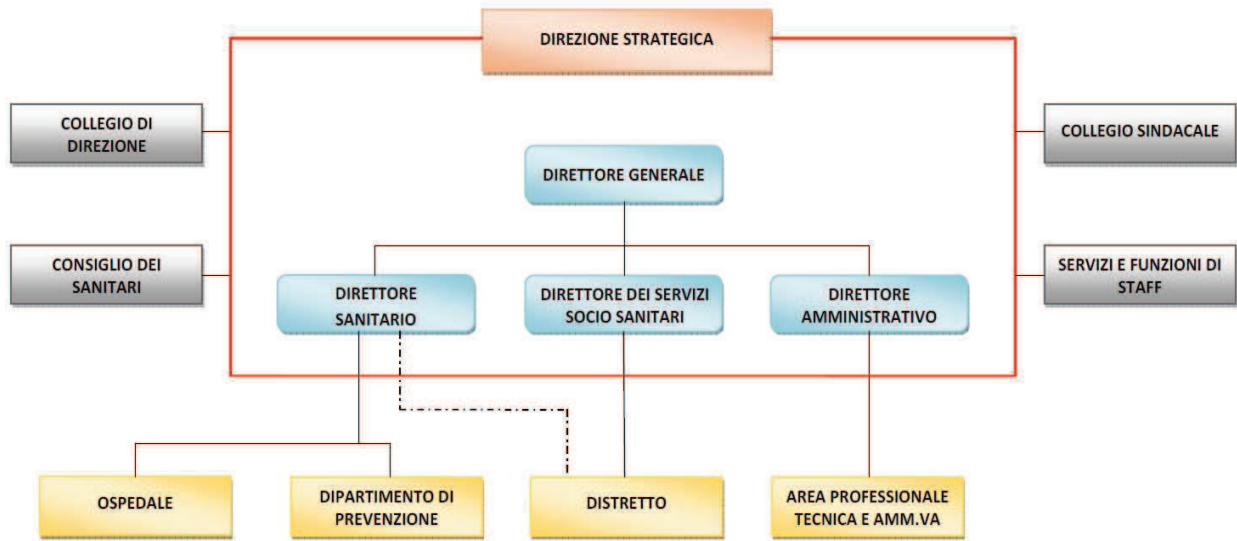 DIREZIONE STRATEGICA
COLLEGIO DI
DIREZIONE
COLLEGIO SINDACALE
DIRETTORE GENERALE
CONSIGLIO DEI
SANITARI
SERVIZI E FUNZIONI DI
STAFF
DIRETTORE
SANITARIO
DIRETTORE DEI SERVIZI
SOCIO SANITARI
DIRETTORE
AMMINISTRATIVO
OSPEDALE
DIPARTIMENTO DI
PREVENZIONE
DISTRETTO
AREA PROFESSIONALE
TECNICA E AMM.VA